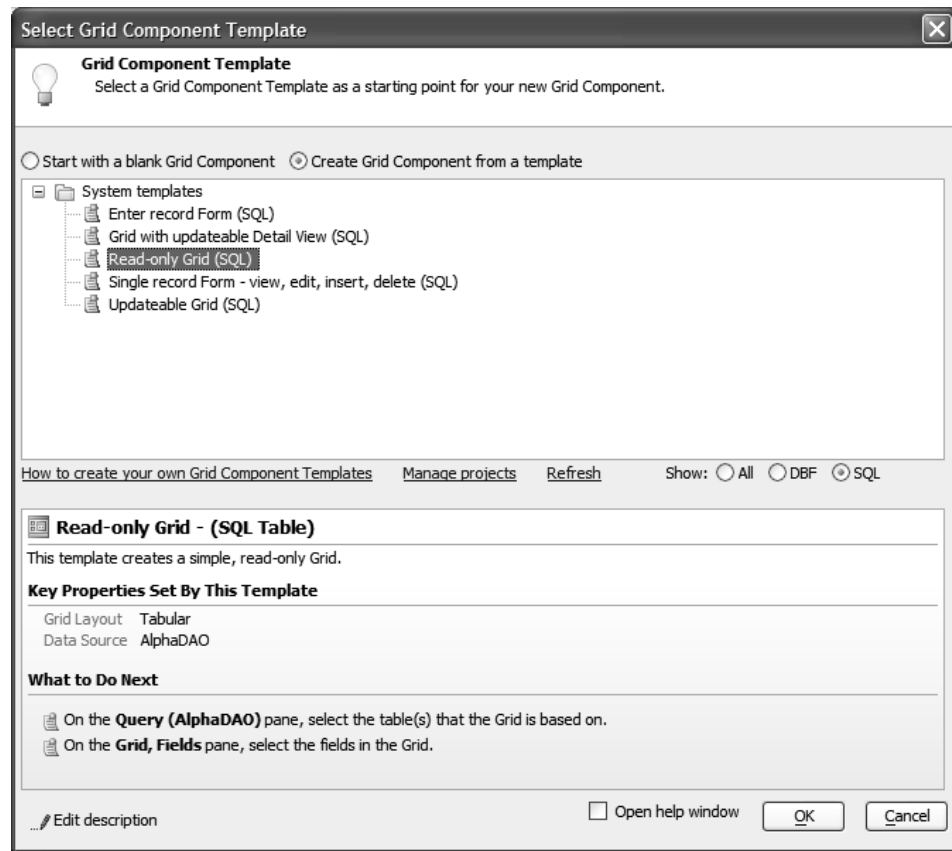 Select Grid Component Template
Grid Component Template
Select a Grid Component Template as a starting point for your new Grid Component.
Start with a blank Grid Component Create Grid Component from a template
System templates
Enter record Form (SQL)
Grid with updateable Detail View (SQL)
Read-only Grid (SQL)
Single record Form - view, edit, insert, delete (SQL)
Updateable Grid (SQL)
How to create your own Grid Component Templates Manage projects Refresh Show: All DBF SQL
Read-only Grid - (SQL Table)
This template creates a simple, read-only Grid.
Key Properties Set By This Template
Grid Layout Tabular
Data Source AlphaDAO
What to Do Next
On the Query (AlphaDAO) pane, select the table(s) that the Grid is based on.
On the Grid, Fields pane, select the fields in the Grid.
Edit description Open help window OK Cancel